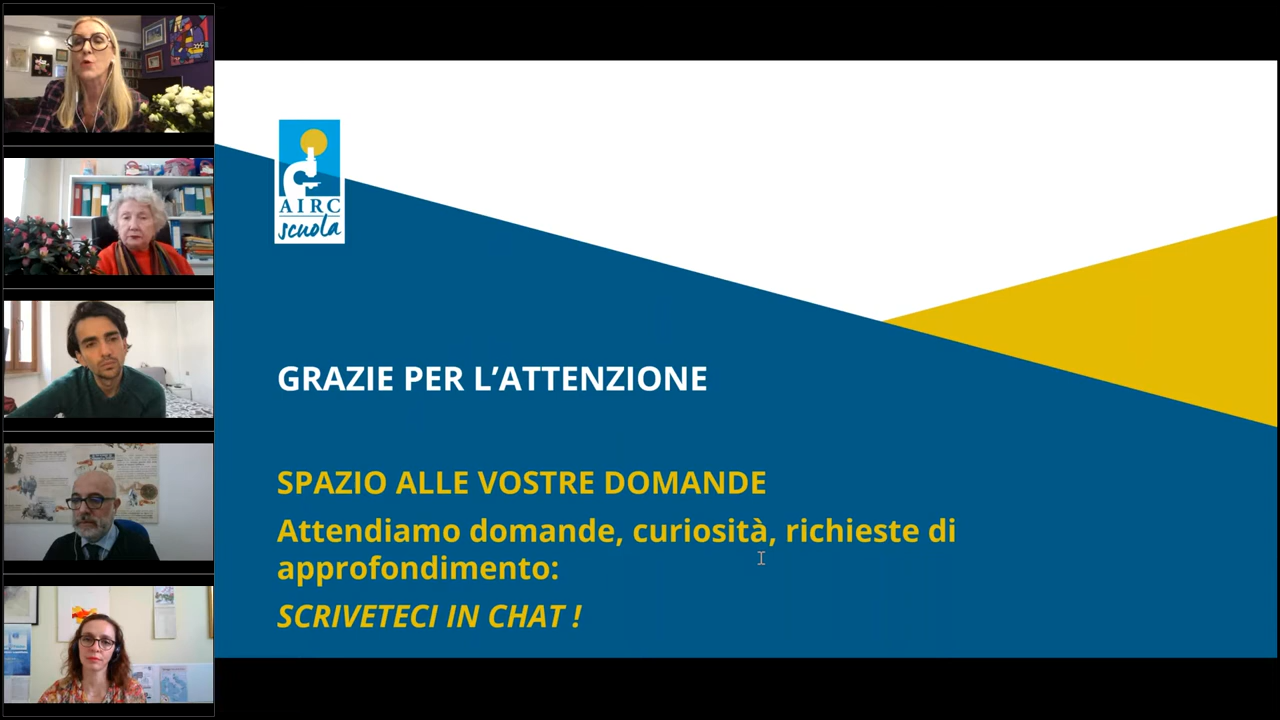 AIRC
scuola
GRAZIE PER L'ATTENZIONE
SPAZIO ALLE VOSTRE DOMANDE
Attendiamo domande, curiosità, richieste di
approfondimento:
SCRIVETECI IN CHAT !